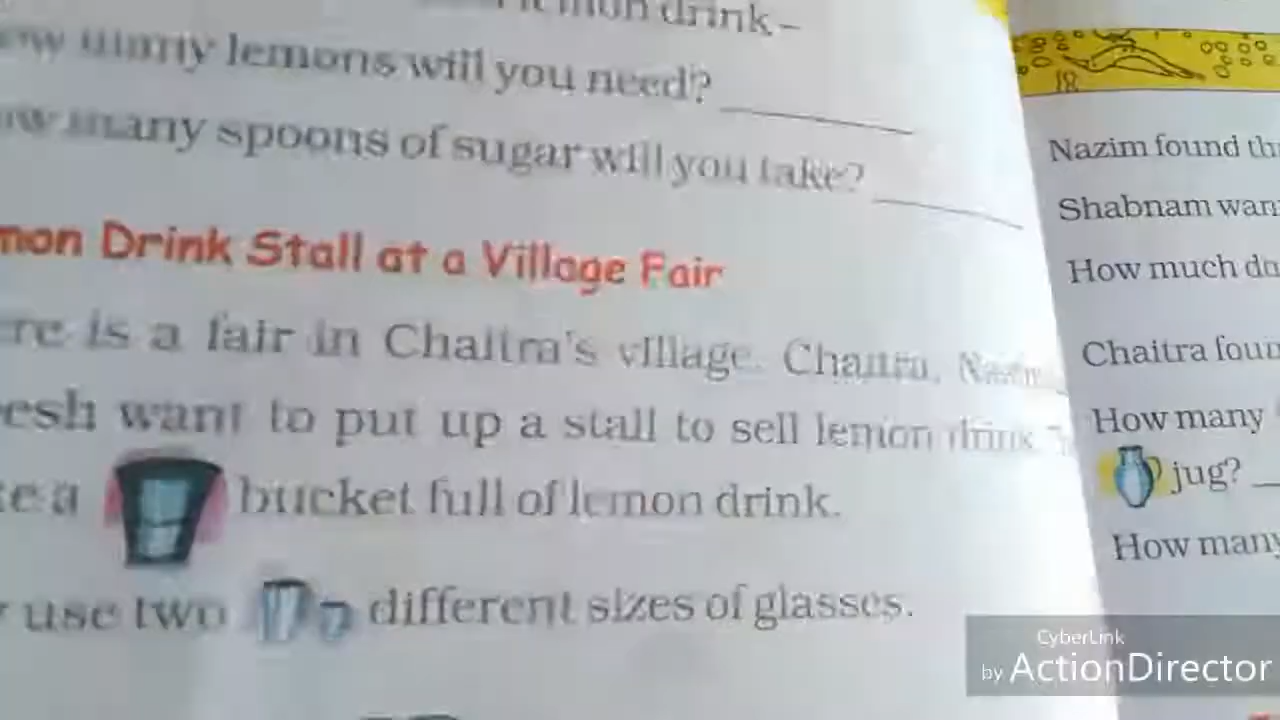 lemon drink –
many lemons will you need?
many spoons of sugar will you take?
mon Drink Stall at a Village Fair
re is a fair in Chaitra's village. Chaitra,
esh want to put up a stall to sell lemon drink
a bucket full of lemon drink.
use two different sizes of glasses.
Nazim found th
Shabnam wan
How much do
Chaitra foun
How many
jug?
How many
CyberLink
by ActionDirector